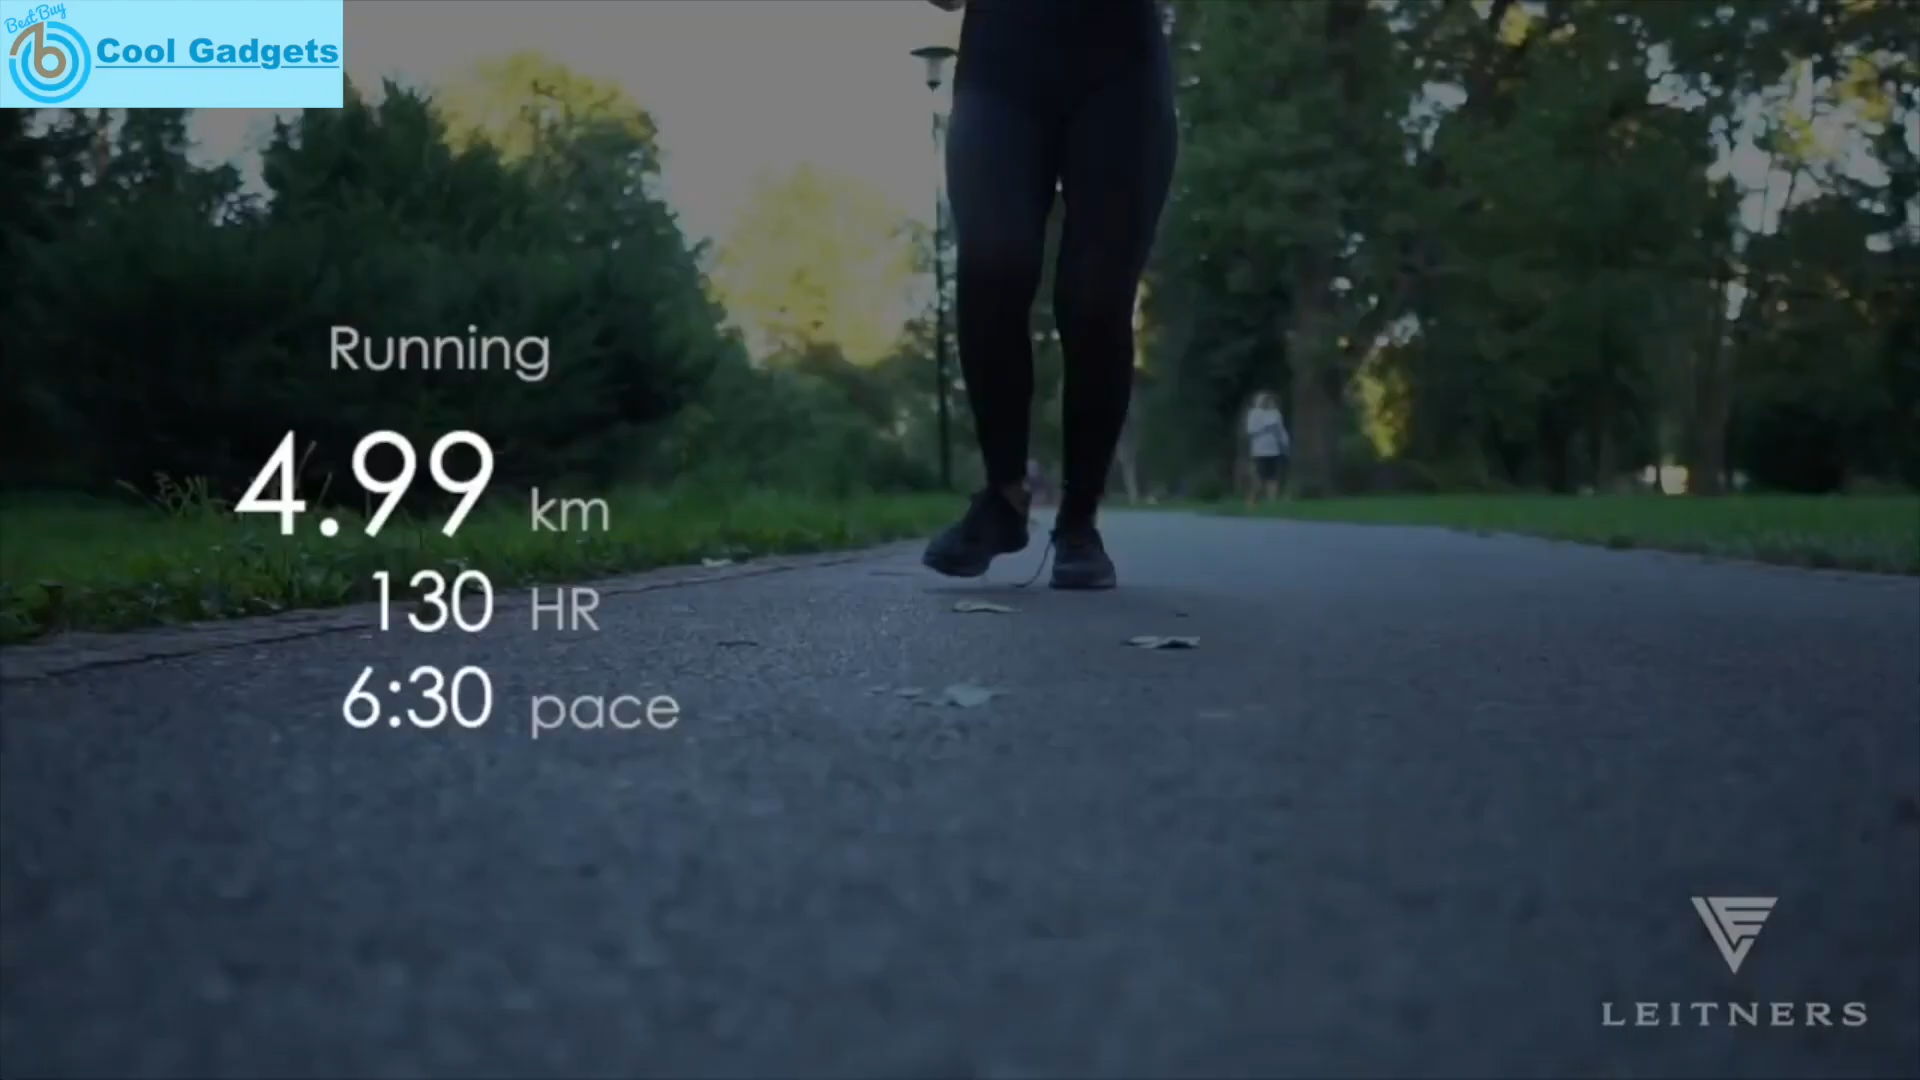 Best Buy
b
Cool Gadgets
Running
4.99 km
130 HR
6:30 pace
LEITNERS